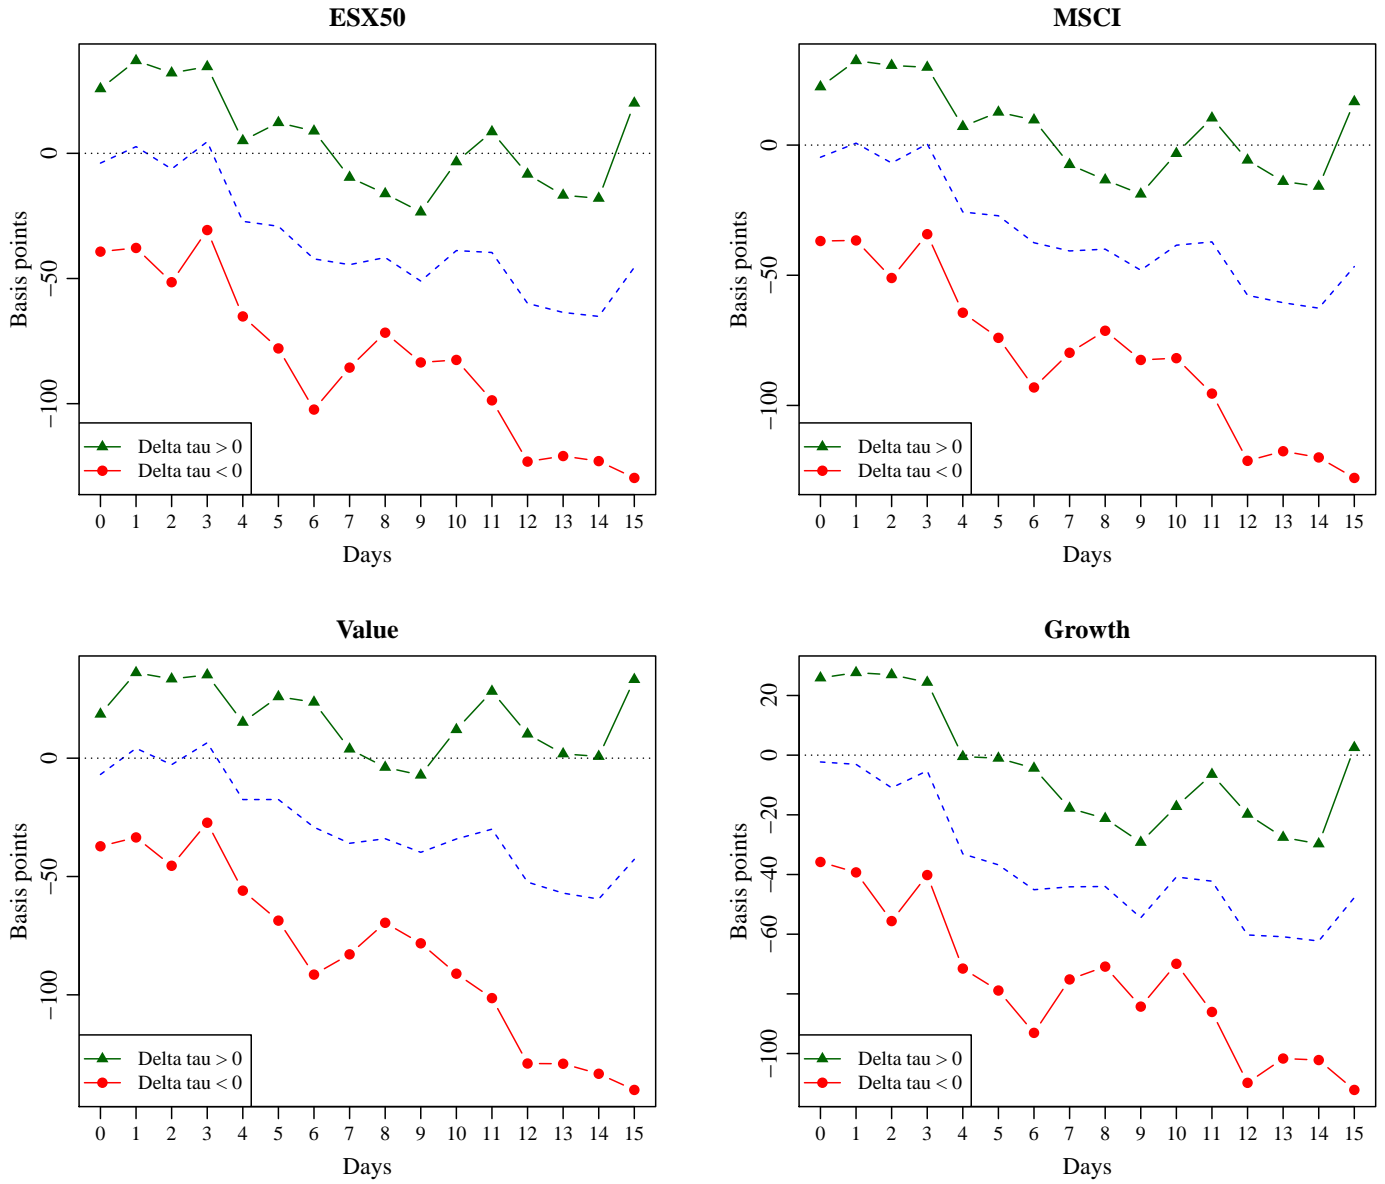 ESX50
Basis points
0
−50
−100
Delta tau > 0
Delta tau < 0
0 1 2 3 4 5 6 7 8 9 10 11 12 13 14 15
Days
MSCI
Basis points
0
−50
−100
Delta tau > 0
Delta tau < 0
0 1 2 3 4 5 6 7 8 9 10 11 12 13 14 15
Days
Value
Basis points
0
−50
−100
Delta tau > 0
Delta tau < 0
0 1 2 3 4 5 6 7 8 9 10 11 12 13 14 15
Days
Growth
Basis points
20
0
−20
−40
−60
−100
Delta tau > 0
Delta tau < 0
0 1 2 3 4 5 6 7 8 9 10 11 12 13 14 15
Days